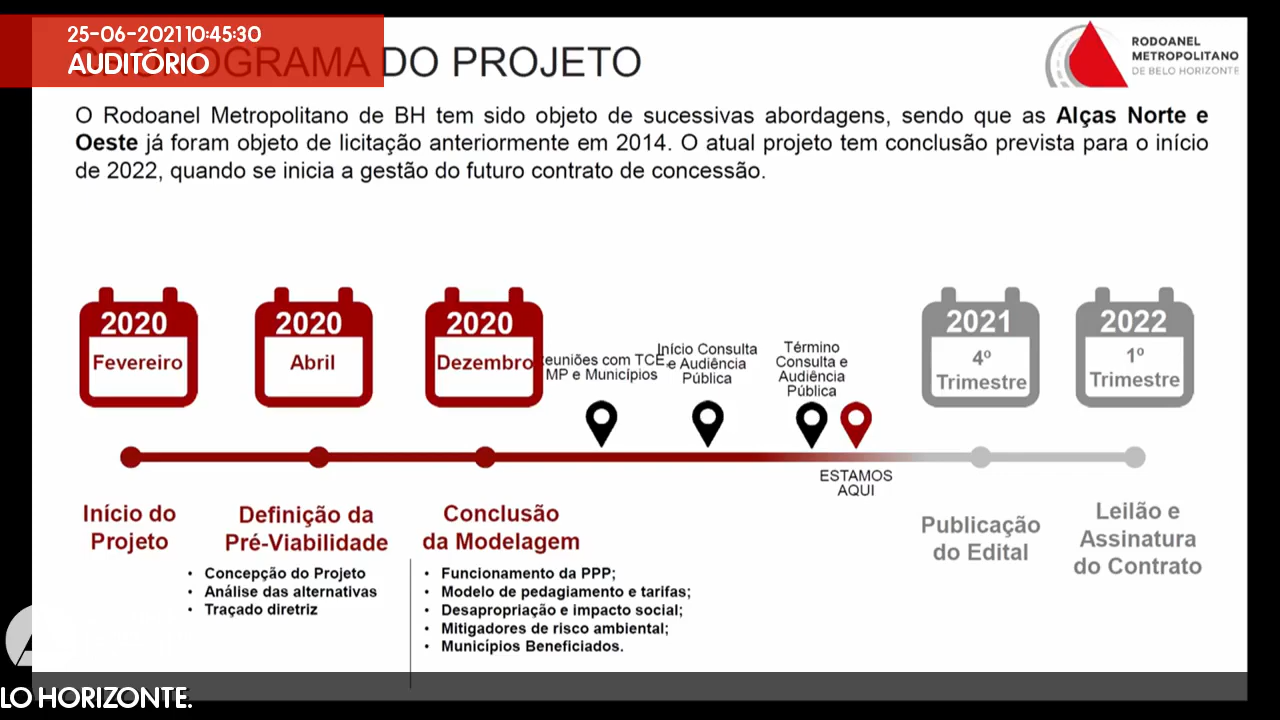 25-06-2021 10:45:30
AUDITÓRIO
CRONOGRAMA DO PROJETO
RODOANEL
METROPOLITANO
DE BELO HORIZONTE
O Rodoanel Metropolitano de BH tem sido objeto de sucessivas abordagens, sendo que as Alças Norte e
Oeste já foram objeto de licitação anteriormente em 2014. O atual projeto tem conclusão prevista para o início
de 2022, quando se inicia a gestão do futuro contrato de concessão.
2020
Fevereiro
2020
Abril
2020
Dezembro
Reuniões com TCE,
MP e Municípios
Início Consulta
e Audiência
Pública
Término
Consulta e
Audiência
Pública
2021
4º
Trimestre
2022
1º
Trimestre
ESTAMOS
AQUI
Início do
Projeto
Definição da
Pré-Viabilidade
• Concepção do Projeto
• Análise das alternativas
• Traçado diretriz
Conclusão
da Modelagem
• Funcionamento da PPP;
• Modelo de pedagiamento e tarifas;
• Desapropriação e impacto social;
• Mitigadores de risco ambiental;
• Municípios Beneficiados.
Publicação
do Edital
Leilão e
Assinatura
do Contrato
LO HORIZONTE.